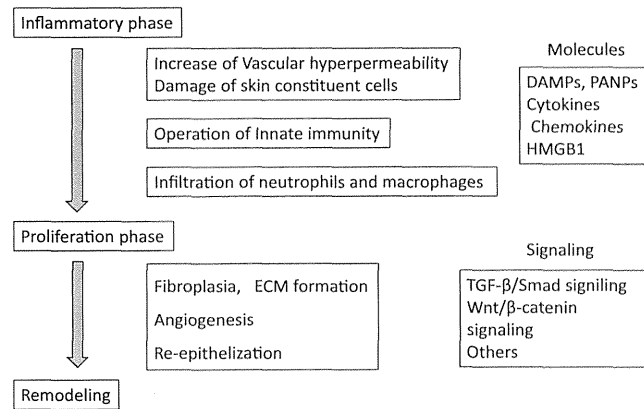 Inflammatory phase
Increase of Vascular hyperpermeability
Damage of skin constituent cells
Operation of Innate immunity
Infiltration of neutrophils and macrophages
Molecules
DAMPs, PANPs
Cytokines
Chemokines
HMGB1
Proliferation phase
Fibroplasia, ECM formation
Angiogenesis
Re-epithelization
Signaling
TGF-β/Smad signiling
Wnt/β-catenin
signaling
Others
Remodeling